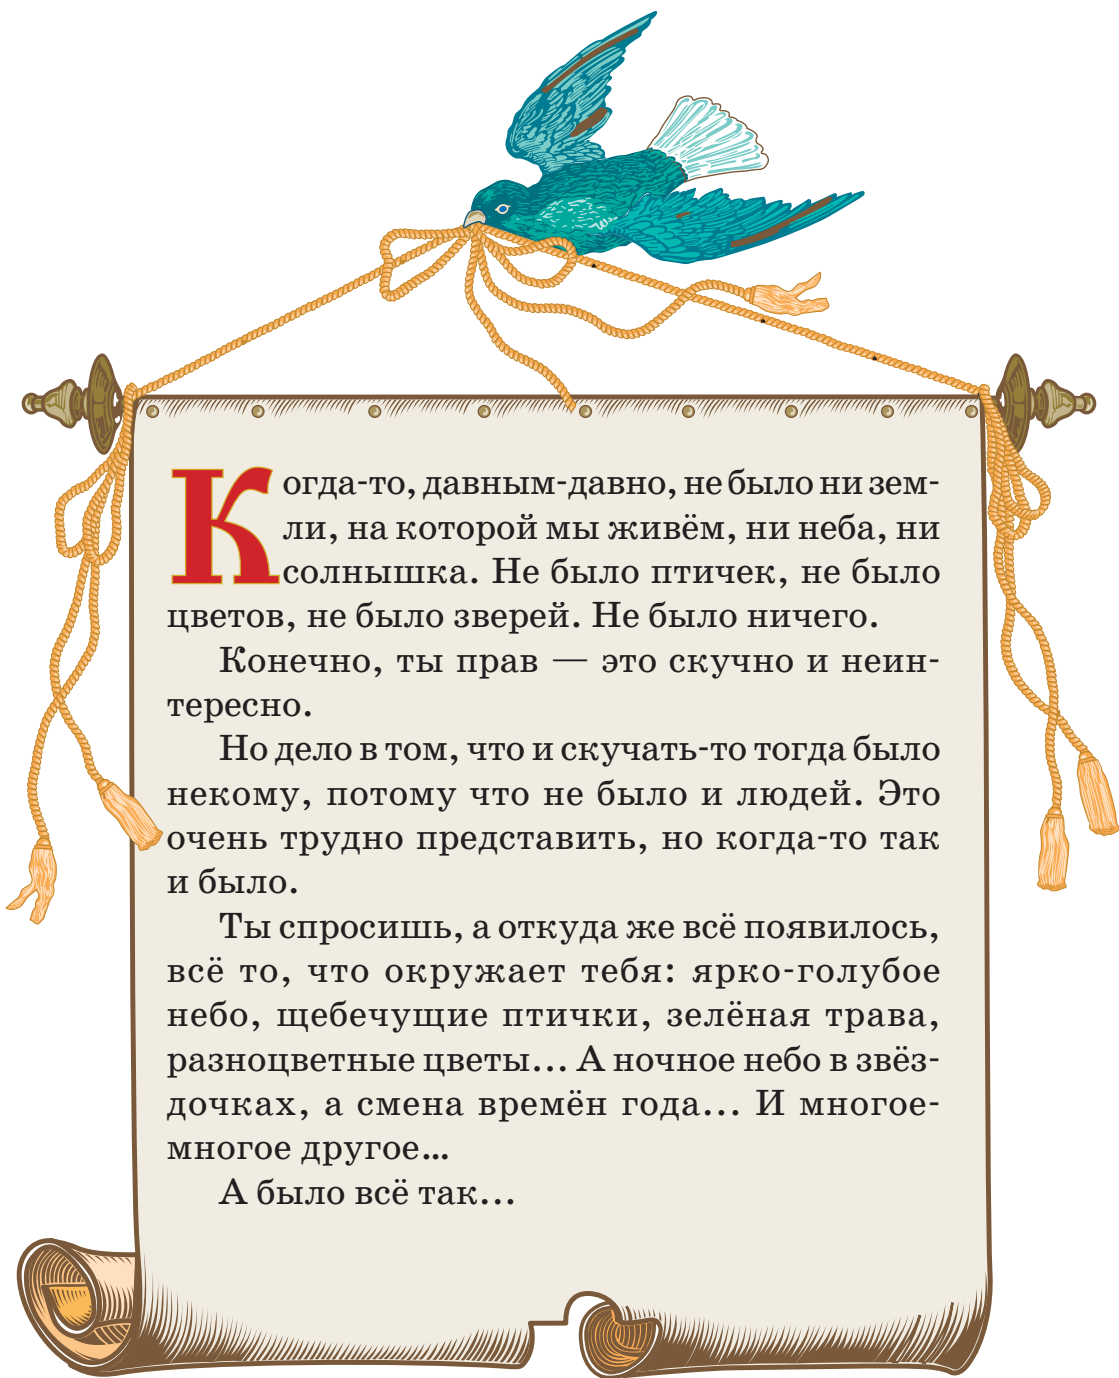 Когда-то, давным-давно, не было ни зем-
ли, на которой мы живём, ни неба, ни
солнышка. Не было птичек, не было
цветов, не было зверей. Не было ничего.
Конечно, ты прав — это скучно и неин-
тересно.
Но дело в том, что и скучать-то тогда было
некому, потому что не было и людей. Это
очень трудно представить, но когда-то так
и было.
Ты спросишь, а откуда же всё появилось,
всё то, что окружает тебя: ярко-голубое
небо, щебечущие птички, зелёная трава,
разноцветные цветы... А ночное небо в звёз-
дочках, а смена времён года... И многое-
многое другое...
А было всё так...